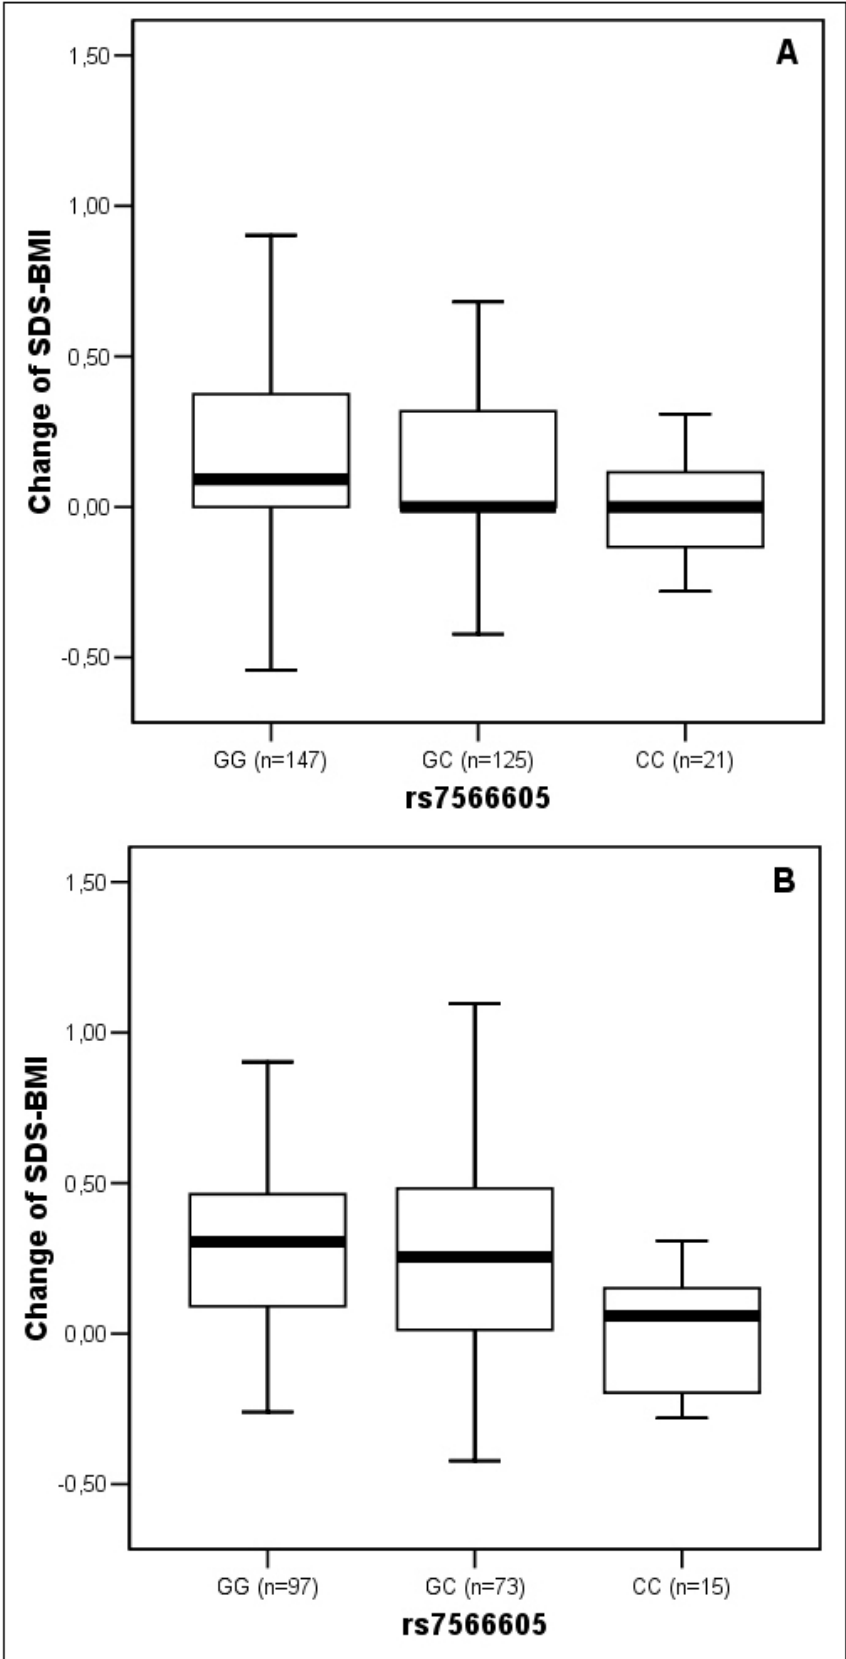 A
1,50
1,00
0,50
0,00
-0,50
Change of SDS-BMI
GG (n=147) GC (n=125) CC (n=21)
rs7566605
B
1,50
1,00
0,50
0,00
-0,50
Change of SDS-BMI
GG (n=97) GC (n=73) CC (n=15)
rs7566605